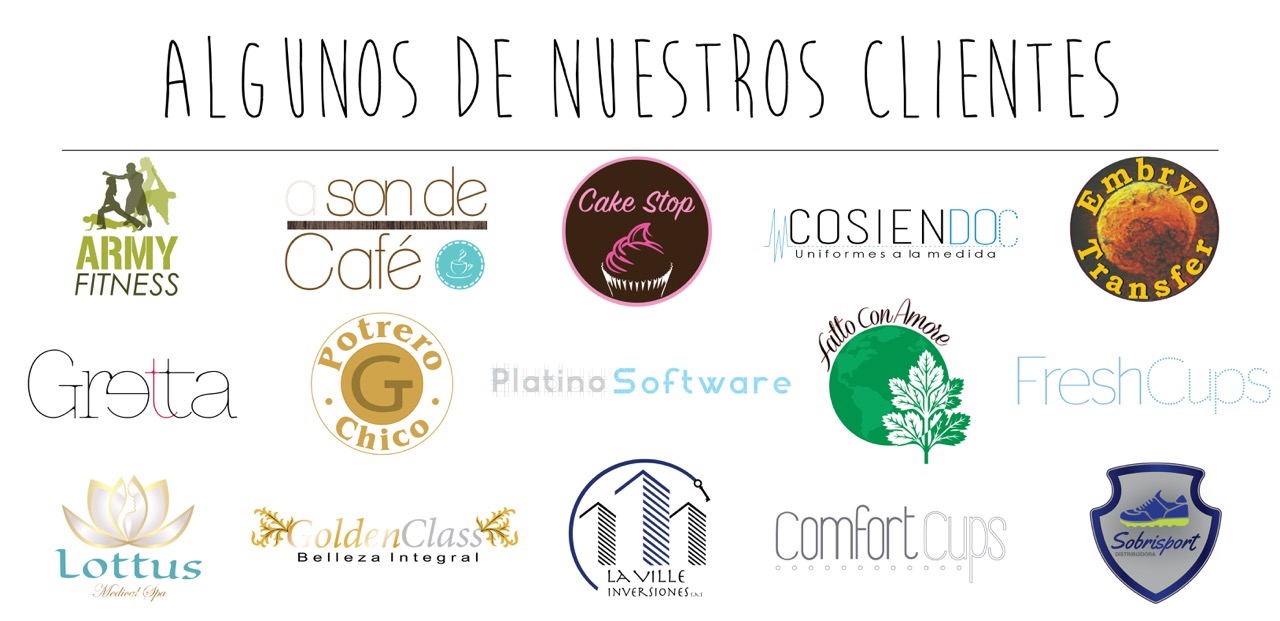 ALGUNOS DE NUESTROS CLIENTES
ARMY
FITNESS
a son de
Café
Cake Stop
COSIENDOC
Uniformes a la medida
Embryo
Transfer
Gretta
Potrero
G
Chico
Platino Software
Fatto Con Amore
FreshCups
Lottus
Medical Spa
GoldenClass
Belleza Integral
LA VILLE
INVERSIONES S.A.S
ComfortCups
Sobrisport
DISTRIBUIDORA